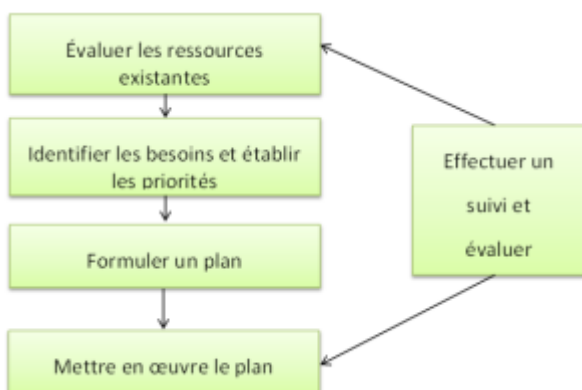 Évaluer les ressources
existantes
Identifier les besoins et établir
les priorités
Formuler un plan
Mettre en œuvre le plan
Effectuer un
suivi et
évaluer